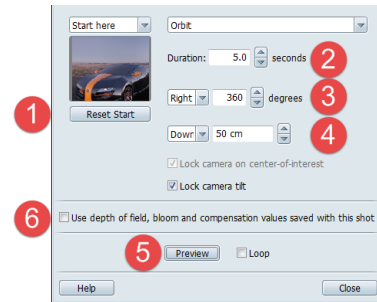 Start here Orbit
Duration: 5.0 seconds 2
Right 360 degrees 3
1 Reset Start
Down 50 cm 4
Lock camera on center-of-interest
Lock camera tilt
6 Use depth of field, bloom and compensation values saved with this shot
5 Preview Loop
Help Close